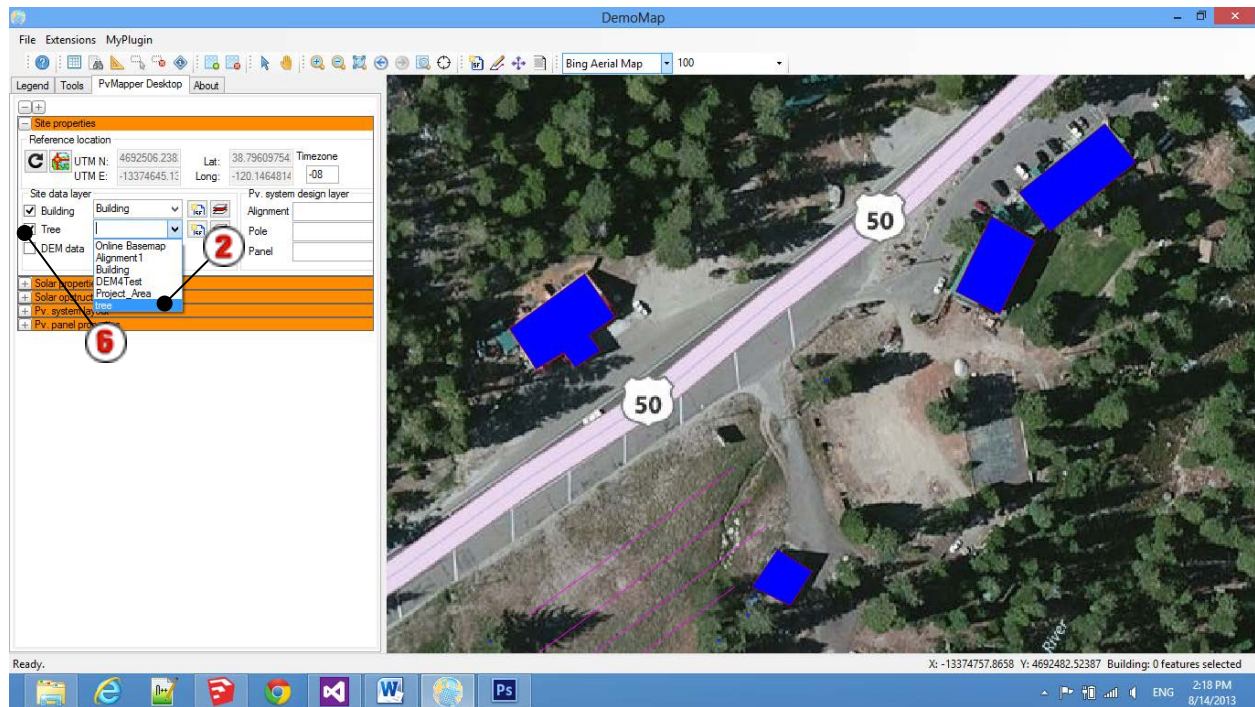 DemoMap
File Extensions MyPlugin
Bing Aerial Map 100
Legend Tools PvMapper Desktop About
Site properties
Reference location
UTM N: 4692506.238 Lat: 38.79609754 Timezone
UTM E: -13374645.13 Long: -120.1464814 -08
Site data layer Pv. system design layer
Building Building Alignment
Tree Pole
DEM data Panel
Online Basemap
Alignment1
Building
DEM4Test
Project_Area
tree
2
Solar
Solar
Pv. system
Pv. panel
6
50
50
River
Ready. X: -13374757.8658 Y: 4692482.52387 Building: 0 features selected
W Ps ENG 2:18 PM
8/14/2013